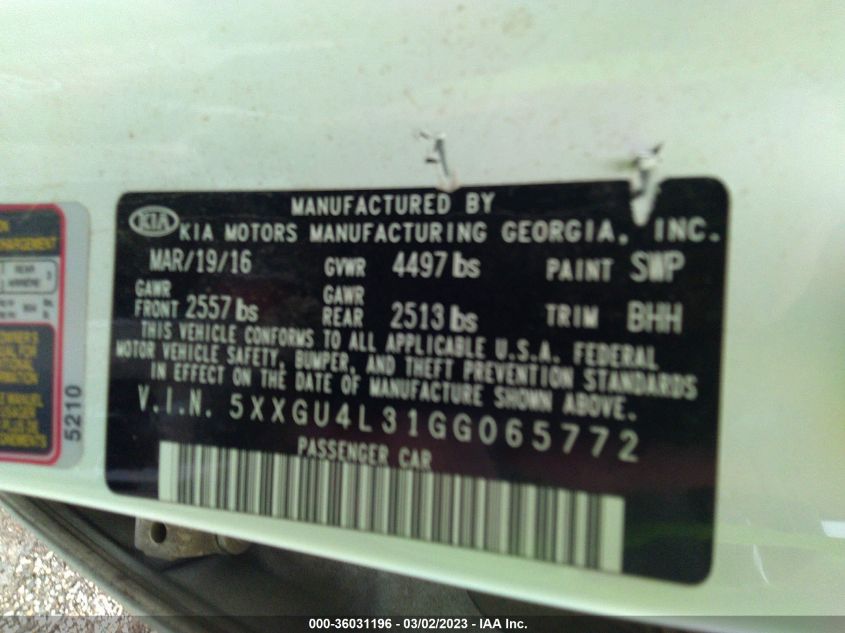 KIA
MANUFACTURED BY
KIA MOTORS MANUFACTURING GEORGIA, INC.
MAR/19/16 GVWR 4497 lbs PAINT SWP
GAWR FRONT 2557 lbs GAWR REAR 2513 lbs TRIM BHH
THIS VEHICLE CONFORMS TO ALL APPLICABLE U.S.A. FEDERAL
MOTOR VEHICLE SAFETY, BUMPER, AND THEFT PREVENTION STANDARDS
IN EFFECT ON THE DATE OF MANUFACTURE SHOWN ABOVE.
V.I.N. 5XXGU4L31GG065772
PASSENGER CAR
5210
000-36031196 - 03/02/2023 - IAA Inc.